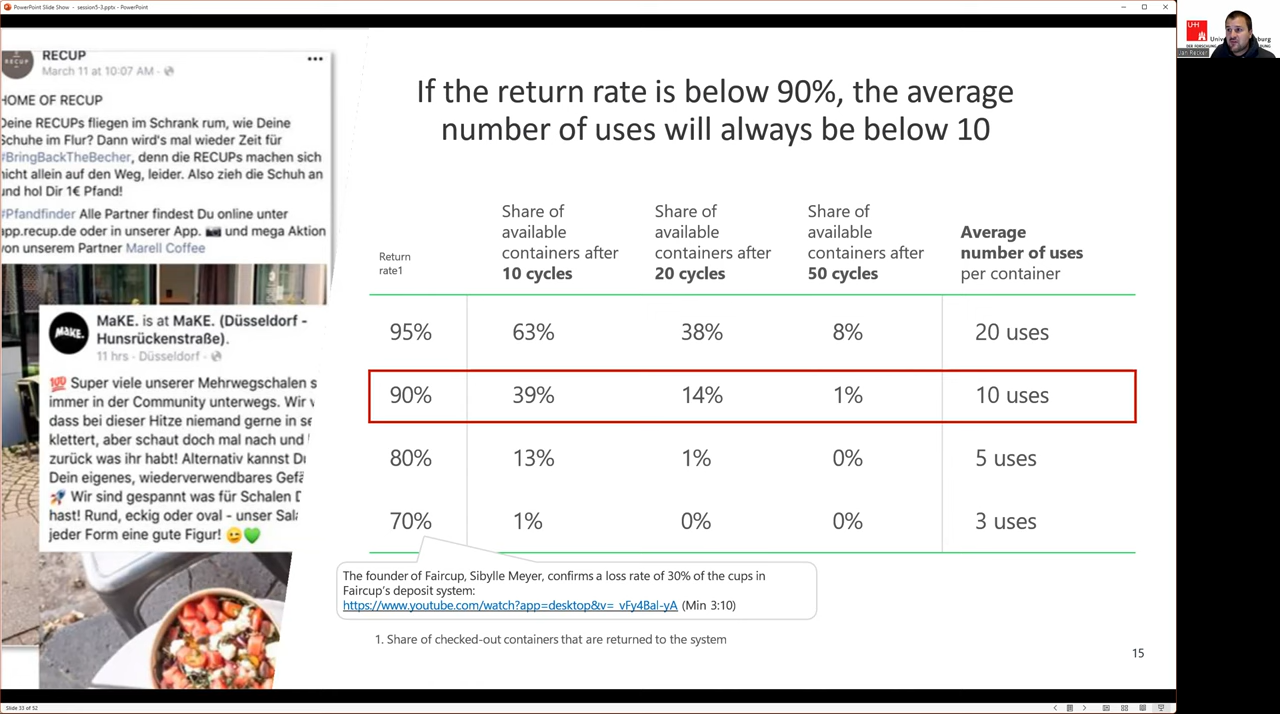 PowerPoint Slide Show - session5-3.pptx - PowerPoint
RECUP
RECUP
March 11 at 10:07 AM
HOME OF RECUP
Deine RECUPs fliegen im Schrank rum, wie Deine
Schuhe im Flur? Dann wird's mal wieder Zeit für
#BringBackTheBecher, denn die RECUPs machen sich
nicht allein auf den Weg, leider. Also zieh die Schuh an
und hol Dir 1€ Pfand!
#Pfandfinder Alle Partner findest Du online unter
app.recup.de oder in unserer App. 📷 und mega Aktion
von unserem Partner Marell Coffee
MaKE.
MaKE. is at MaKE. (Düsseldorf -
Hunsrückenstraße).
11 hrs · Düsseldorf ·
💯 Super viele unserer Mehrwegschalen s
immer in der Community unterwegs. Wir
dass bei dieser Hitze niemand gerne in se
klettert, aber schaut doch mal nach und
zurück was ihr habt! Alternativ kannst Du
Dein eigenes, wiederverwendbares Gefä
🚀 Wir sind gespannt was für Schalen D
hast! Rund, eckig oder oval - unser Sala
jeder Form eine gute Figur! 😉💚
If the return rate is below 90%, the average
number of uses will always be below 10
Return
rate1
Share of
available
containers after
10 cycles
Share of
available
containers after
20 cycles
Share of
available
containers after
50 cycles
Average
number of uses
per container
95% 63% 38% 8% 20 uses
90% 39% 14% 1% 10 uses
80% 13% 1% 0% 5 uses
70% 1% 0% 0% 3 uses
The founder of Faircup, Sibylle Meyer, confirms a loss rate of 30% of the cups in
Faircup's deposit system:
https://www.youtube.com/watch?app=desktop&v=_vFy4Bal-yA (Min 3:10)
1. Share of checked-out containers that are returned to the system
15
Slide 33 of 52
UH
Jan Recker